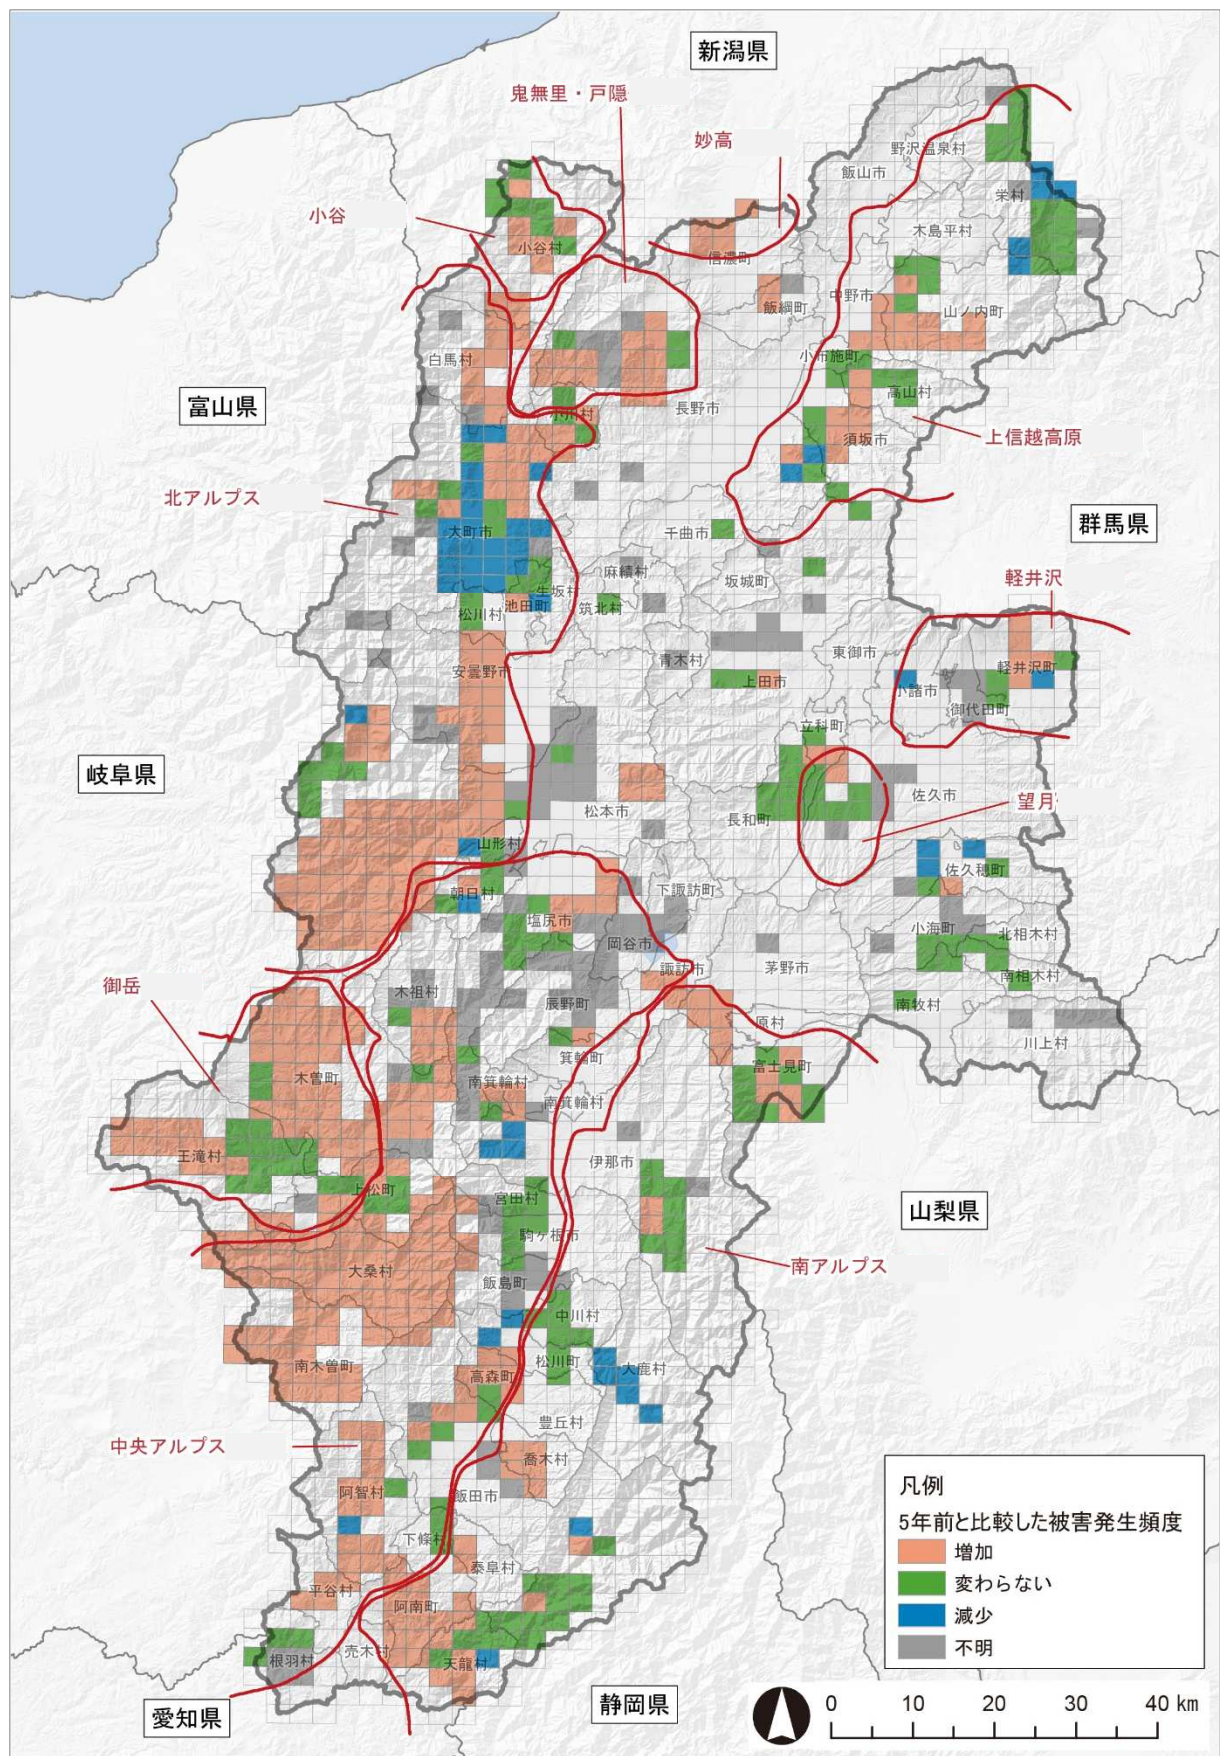 新潟県
鬼無里・戸隠
妙高
野沢温泉村
飯山市
栄村
小谷
木島平村
小谷村
信濃町
中野市
飯綱町
山ノ内町
白馬村
小布施町
富山県
高山村
長野市
小川村
須坂市
上信越高原
北アルプス
大町市
千曲市
群馬県
麻績村
坂城町
軽井沢
生坂村
池田町
筑北村
松川村
東御市
青木村
安曇野市
軽井沢町
上田市
小諸市
御代田町
立科町
岐阜県
佐久市
望月
松本市
長和町
山形村
佐久穂町
下諏訪町
朝日村
塩尻市
小海町
北相木村
岡谷市
諏訪市
茅野市
南相木村
御岳
木祖村
辰野町
南牧村
原村
川上村
箕輪町
富士見町
木曽町
南箕輪村
南箕輪村
王滝村
伊那市
上松町
宮田村
山梨県
駒ヶ根市
南アルプス
大桑村
飯島町
中川村
南木曽町
松川町
大鹿村
高森町
豊丘村
中央アルプス
喬木村
阿智村
飯田市
下條村
泰阜村
平谷村
阿南町
売木村
根羽村
天龍村
愛知県
静岡県
凡例
5年前と比較した被害発生頻度
増加
変わらない
減少
不明
0 10 20 30 40 km